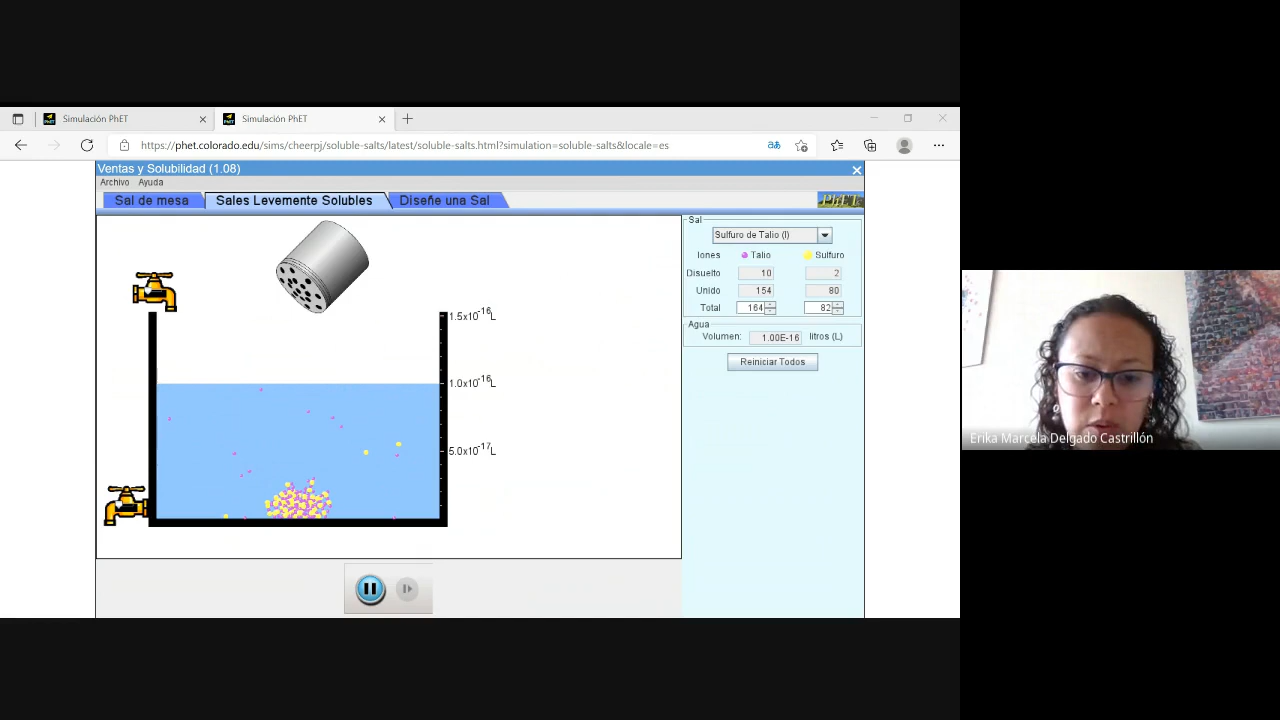 Simulación PhET
Simulación PhET
https://phet.colorado.edu/sims/cheerpj/soluble-salts/latest/soluble-salts.html?simulation=soluble-salts&locale=es
Ventas y Solubilidad (1.08)
Archivo Ayuda
Sal de mesa Sales Levemente Solubles Diseñe una Sal PhET
Sal
Sulfuro de Talio (I)
Iones Talio Sulfuro
Disuelto 10 2
Unido 154 80
Total 164 82
Agua
Volumen: 1.00E-16 litros (L)
Reiniciar Todos
1.5x10-16L
1.0x10-16L
5.0x10-17L
Erika Marcela Delgado Castrillón